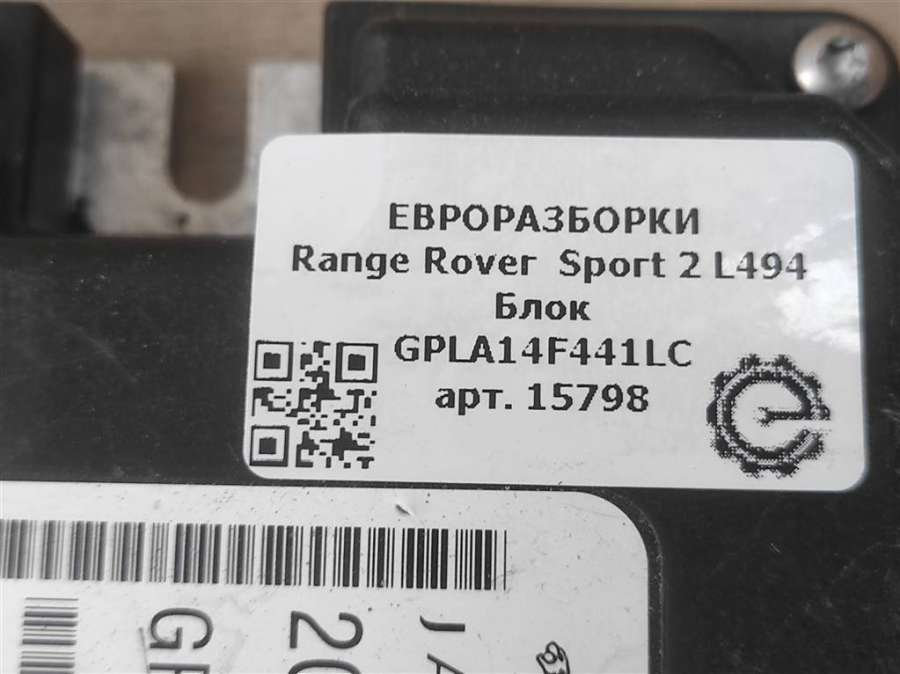 ЕВРОРАЗБОРКИ
Range Rover Sport 2 L494
Блок
GPLA14F441LC
арт. 15798